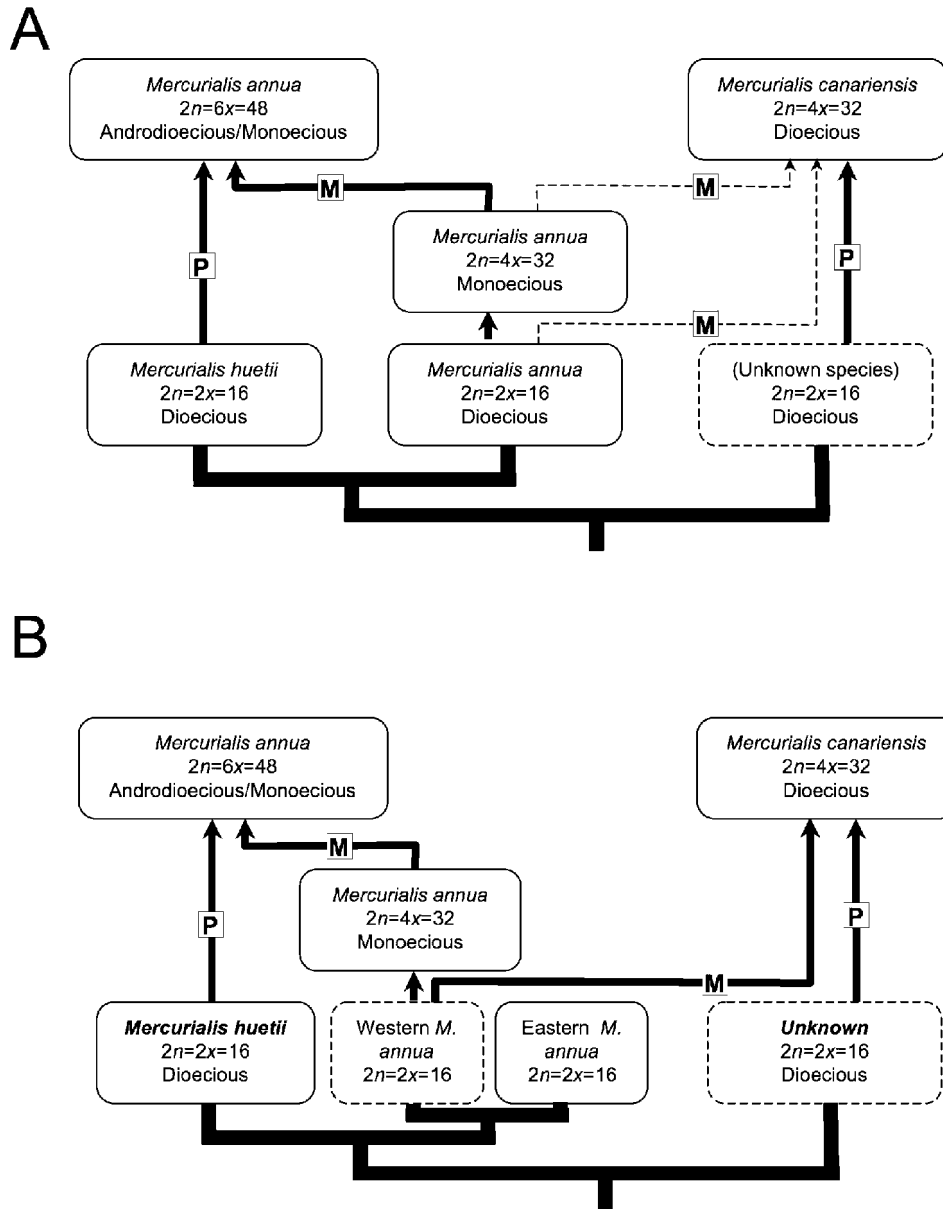 A
Mercurialis annua
2n=6x=48
Androdioecious/Monoecious
Mercurialis canariensis
2n=4x=32
Dioecious
M
M
Mercurialis annua
2n=4x=32
Monoecious
P
P
M
Mercurialis huetii
2n=2x=16
Dioecious
Mercurialis annua
2n=2x=16
Dioecious
(Unknown species)
2n=2x=16
Dioecious
B
Mercurialis annua
2n=6x=48
Androdioecious/Monoecious
Mercurialis canariensis
2n=4x=32
Dioecious
M
Mercurialis annua
2n=4x=32
Monoecious
P
P
M
Mercurialis huetii
2n=2x=16
Dioecious
Western M.
annua
2n=2x=16
Eastern M.
annua
2n=2x=16
Unknown
2n=2x=16
Dioecious